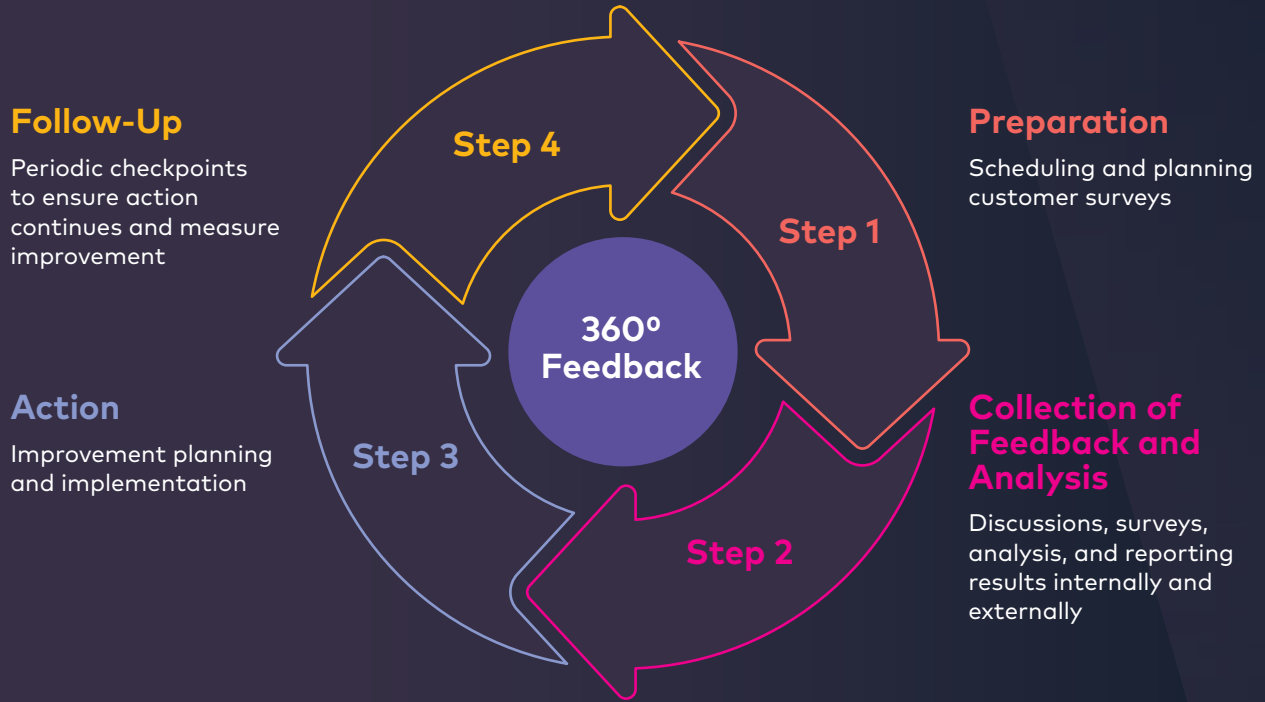 Follow-Up
Periodic checkpoints
to ensure action
continues and measure
improvement
Step 4
Preparation
Scheduling and planning
customer surveys
Step 1
360º
Feedback
Action
Improvement planning
and implementation
Step 3
Collection of
Feedback and
Analysis
Discussions, surveys,
analysis, and reporting
results internally and
externally
Step 2